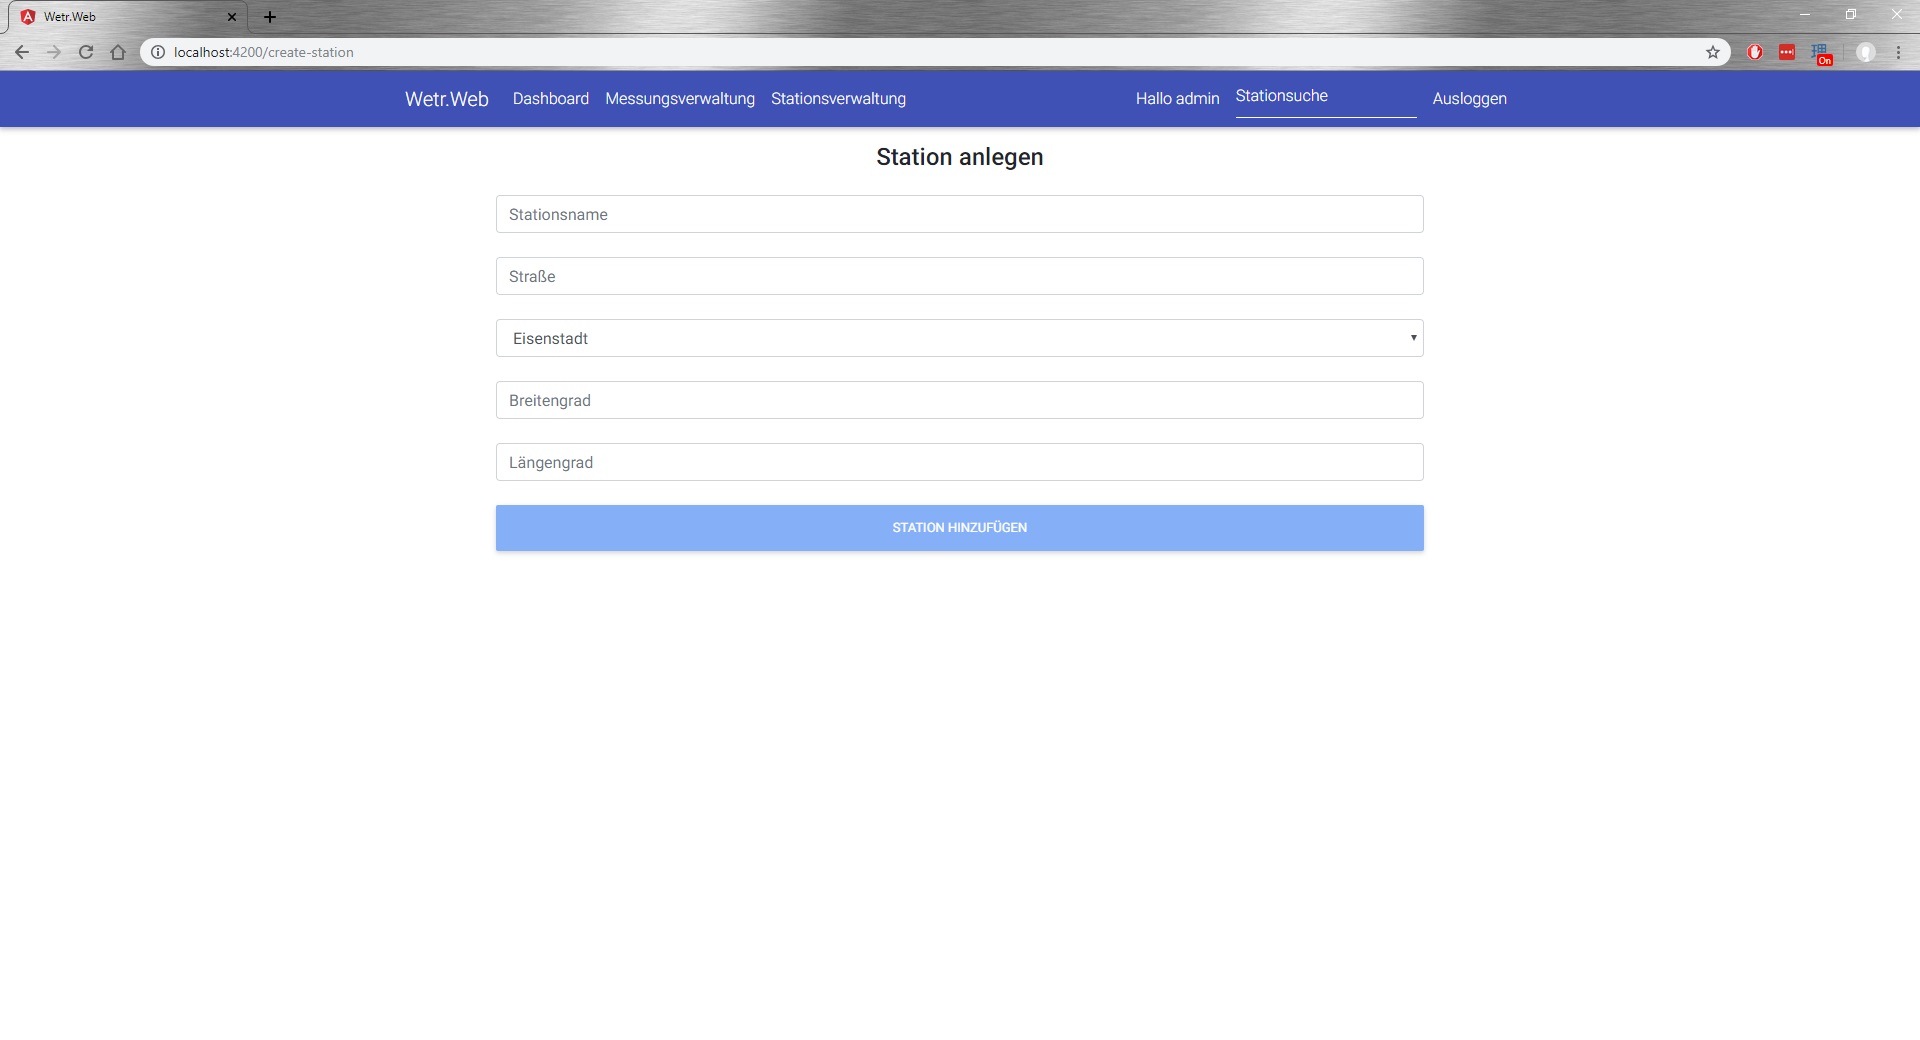 Wetr.Web
localhost:4200/create-station
On
Wetr.Web Dashboard Messungsverwaltung Stationsverwaltung Hallo admin Stationsuche Ausloggen
Station anlegen
Stationsname
Straße
Eisenstadt
Breitengrad
Längengrad
STATION HINZUFÜGEN